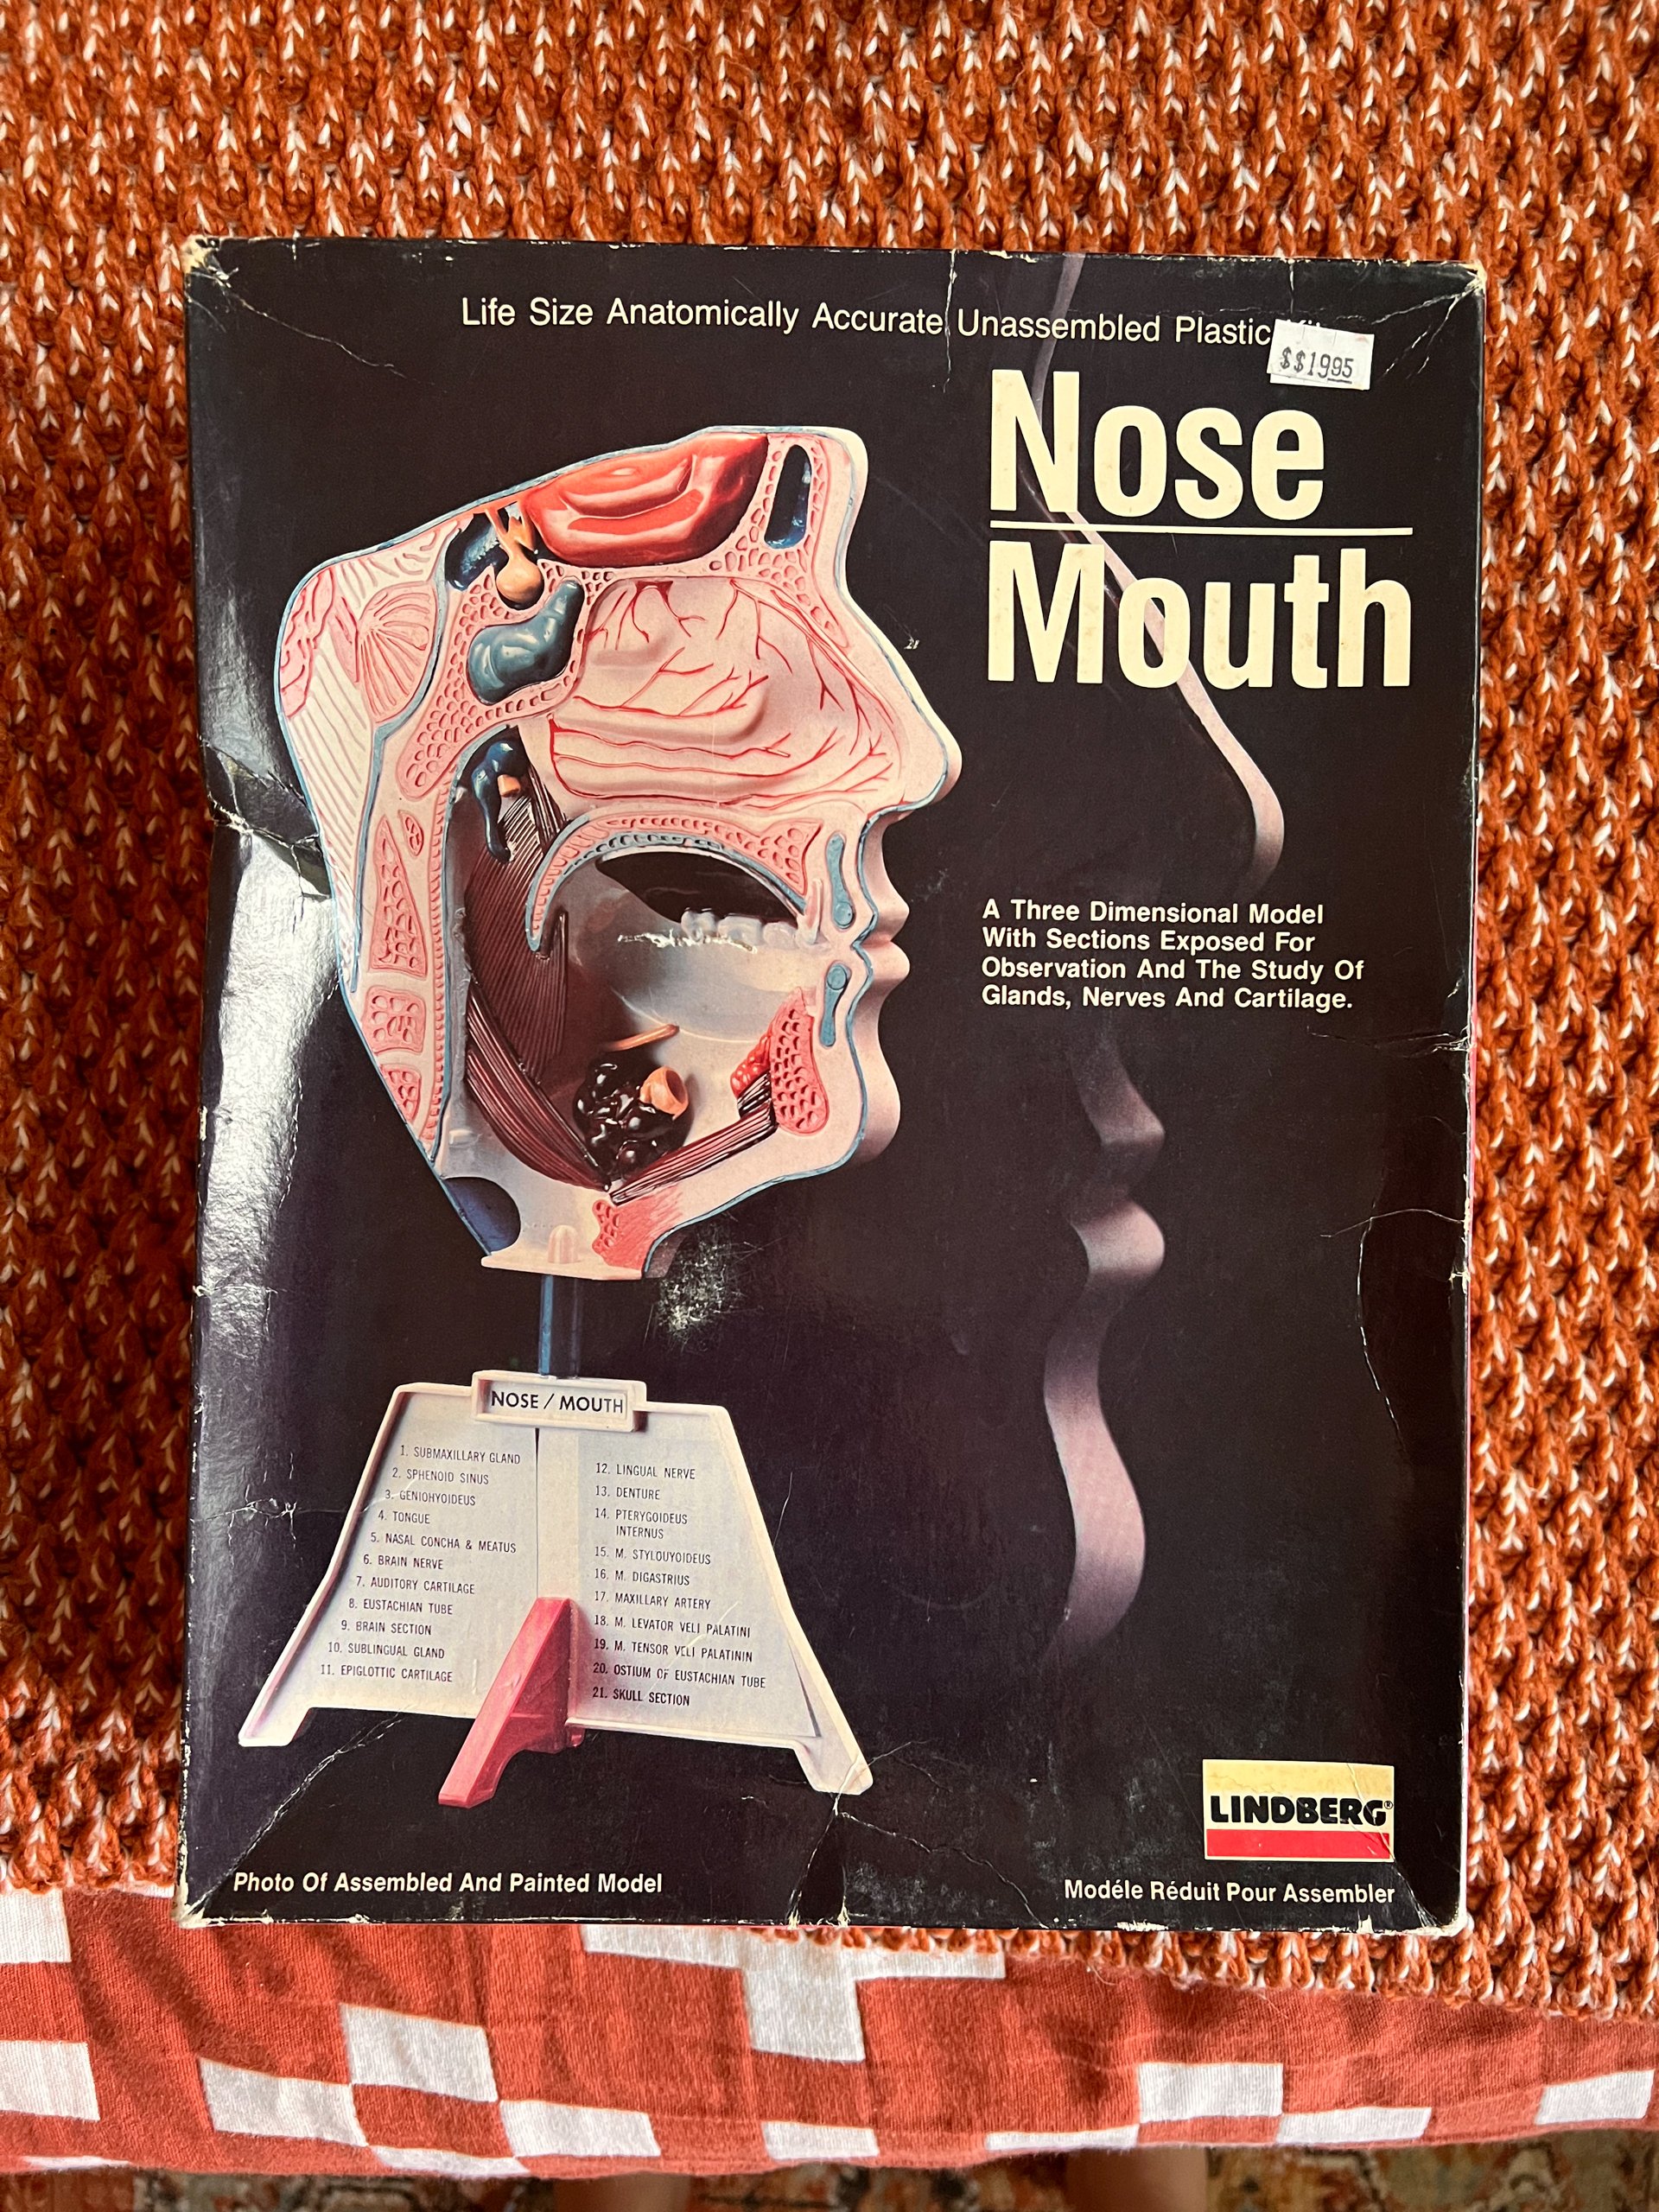 Life Size Anatomically Accurate Unassembled Plastic
$$1995
Nose
Mouth
21
A Three Dimensional Model
With Sections Exposed For
Observation And The Study Of
Glands, Nerves And Cartilage.
NOSE / MOUTH
1. SUBMAXILLARY GLAND
2. SPHENOID SINUS
3. GENIOHYOIDEUS
4. TONGUE
5. NASAL CONCHA & MEATUS
6. BRAIN NERVE
7. AUDITORY CARTILAGE
8. EUSTACHIAN TUBE
9. BRAIN SECTION
10. SUBLINGUAL GLAND
11. EPIGLOTTIC CARTILAGE
12. LINGUAL NERVE
13. DENTURE
14. PTERYGOIDEUS
INTERNUS
15. M. STYLOUYOIDEUS
16. M. DIGASTRIUS
17. MAXILLARY ARTERY
18. M. LEVATOR VELI PALATINI
19. M. TENSOR VELI PALATININ
20. OSTIUM OF EUSTACHIAN TUBE
21. SKULL SECTION
LINDBERG®
Photo Of Assembled And Painted Model
Modéle Réduit Pour Assembler